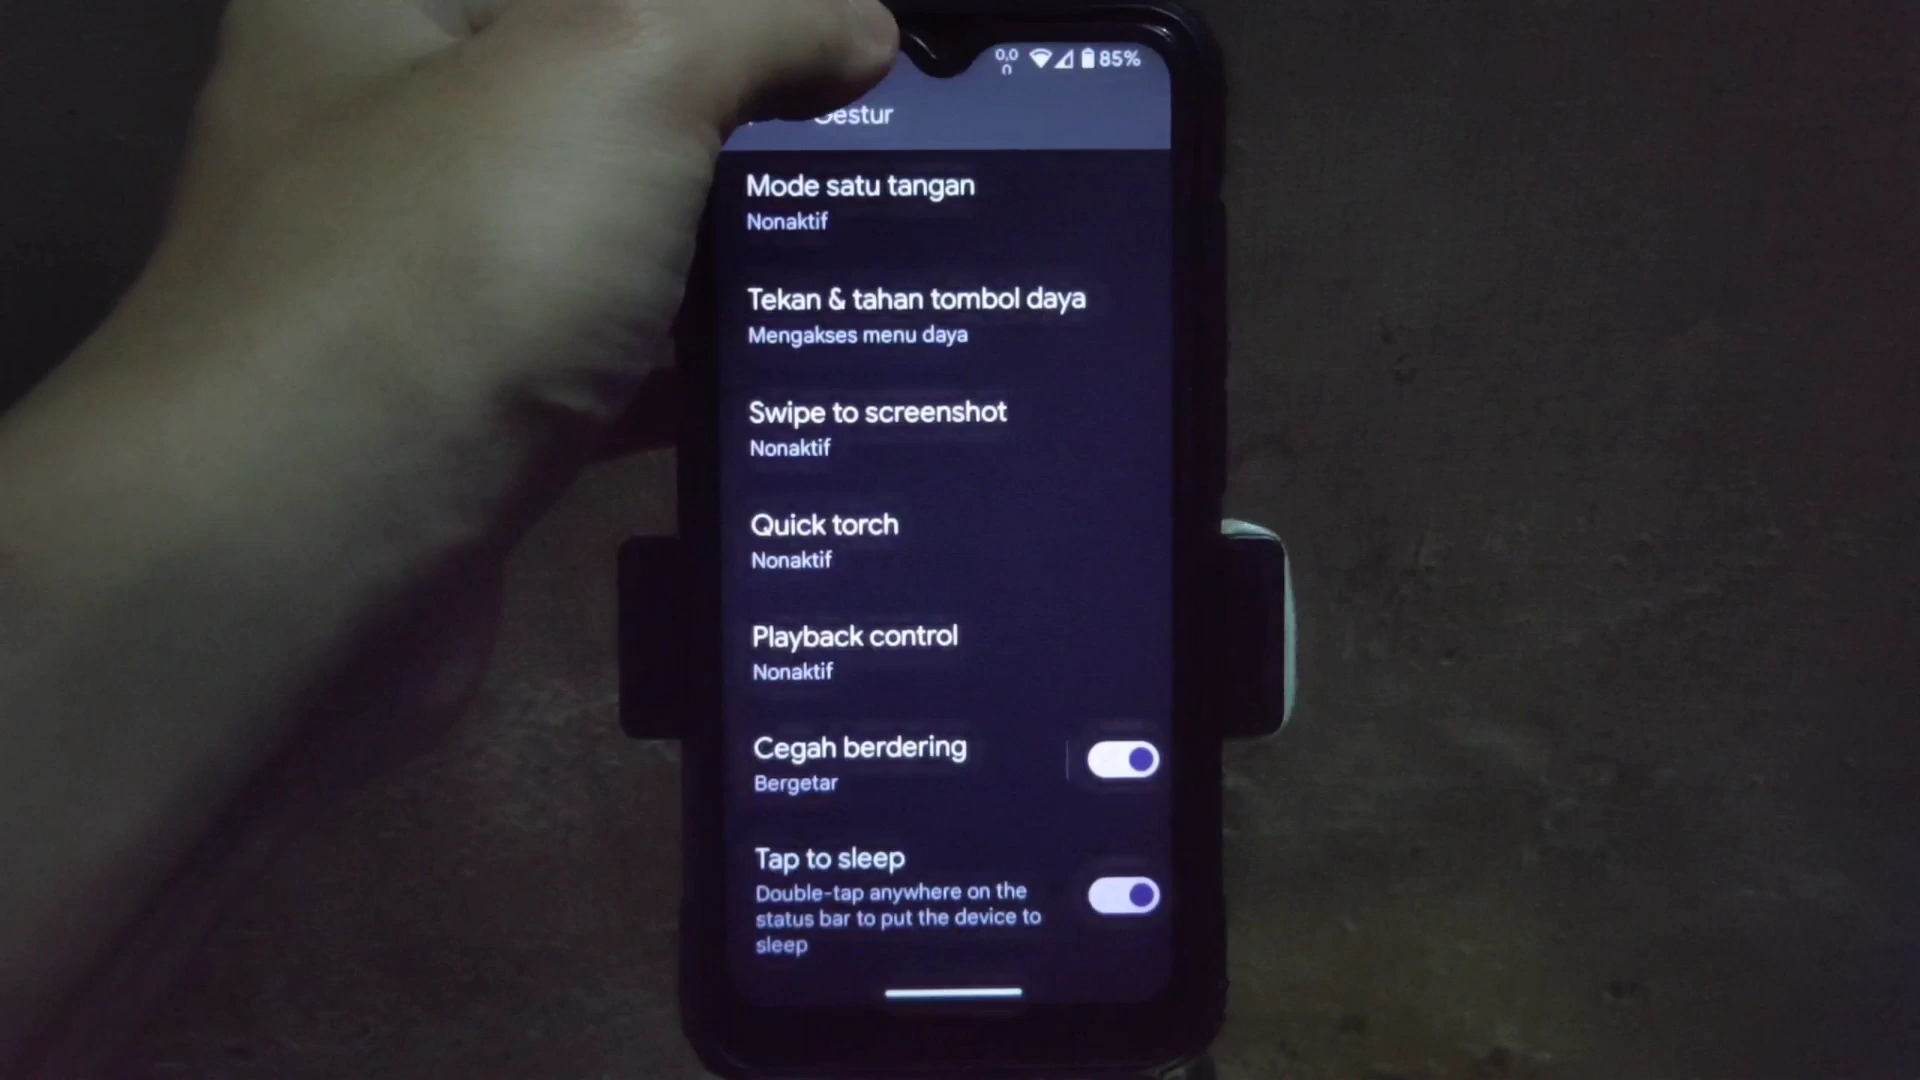 0,0
85%
Mode satu tangan
Nonaktif
Tekan & tahan tombol daya
Mengakses menu daya
Swipe to screenshot
Nonaktif
Quick torch
Nonaktif
Playback control
Nonaktif
Cegah berdering
Bergetar
Tap to sleep
Double-tap anywhere on the
status bar to put the device to
sleep